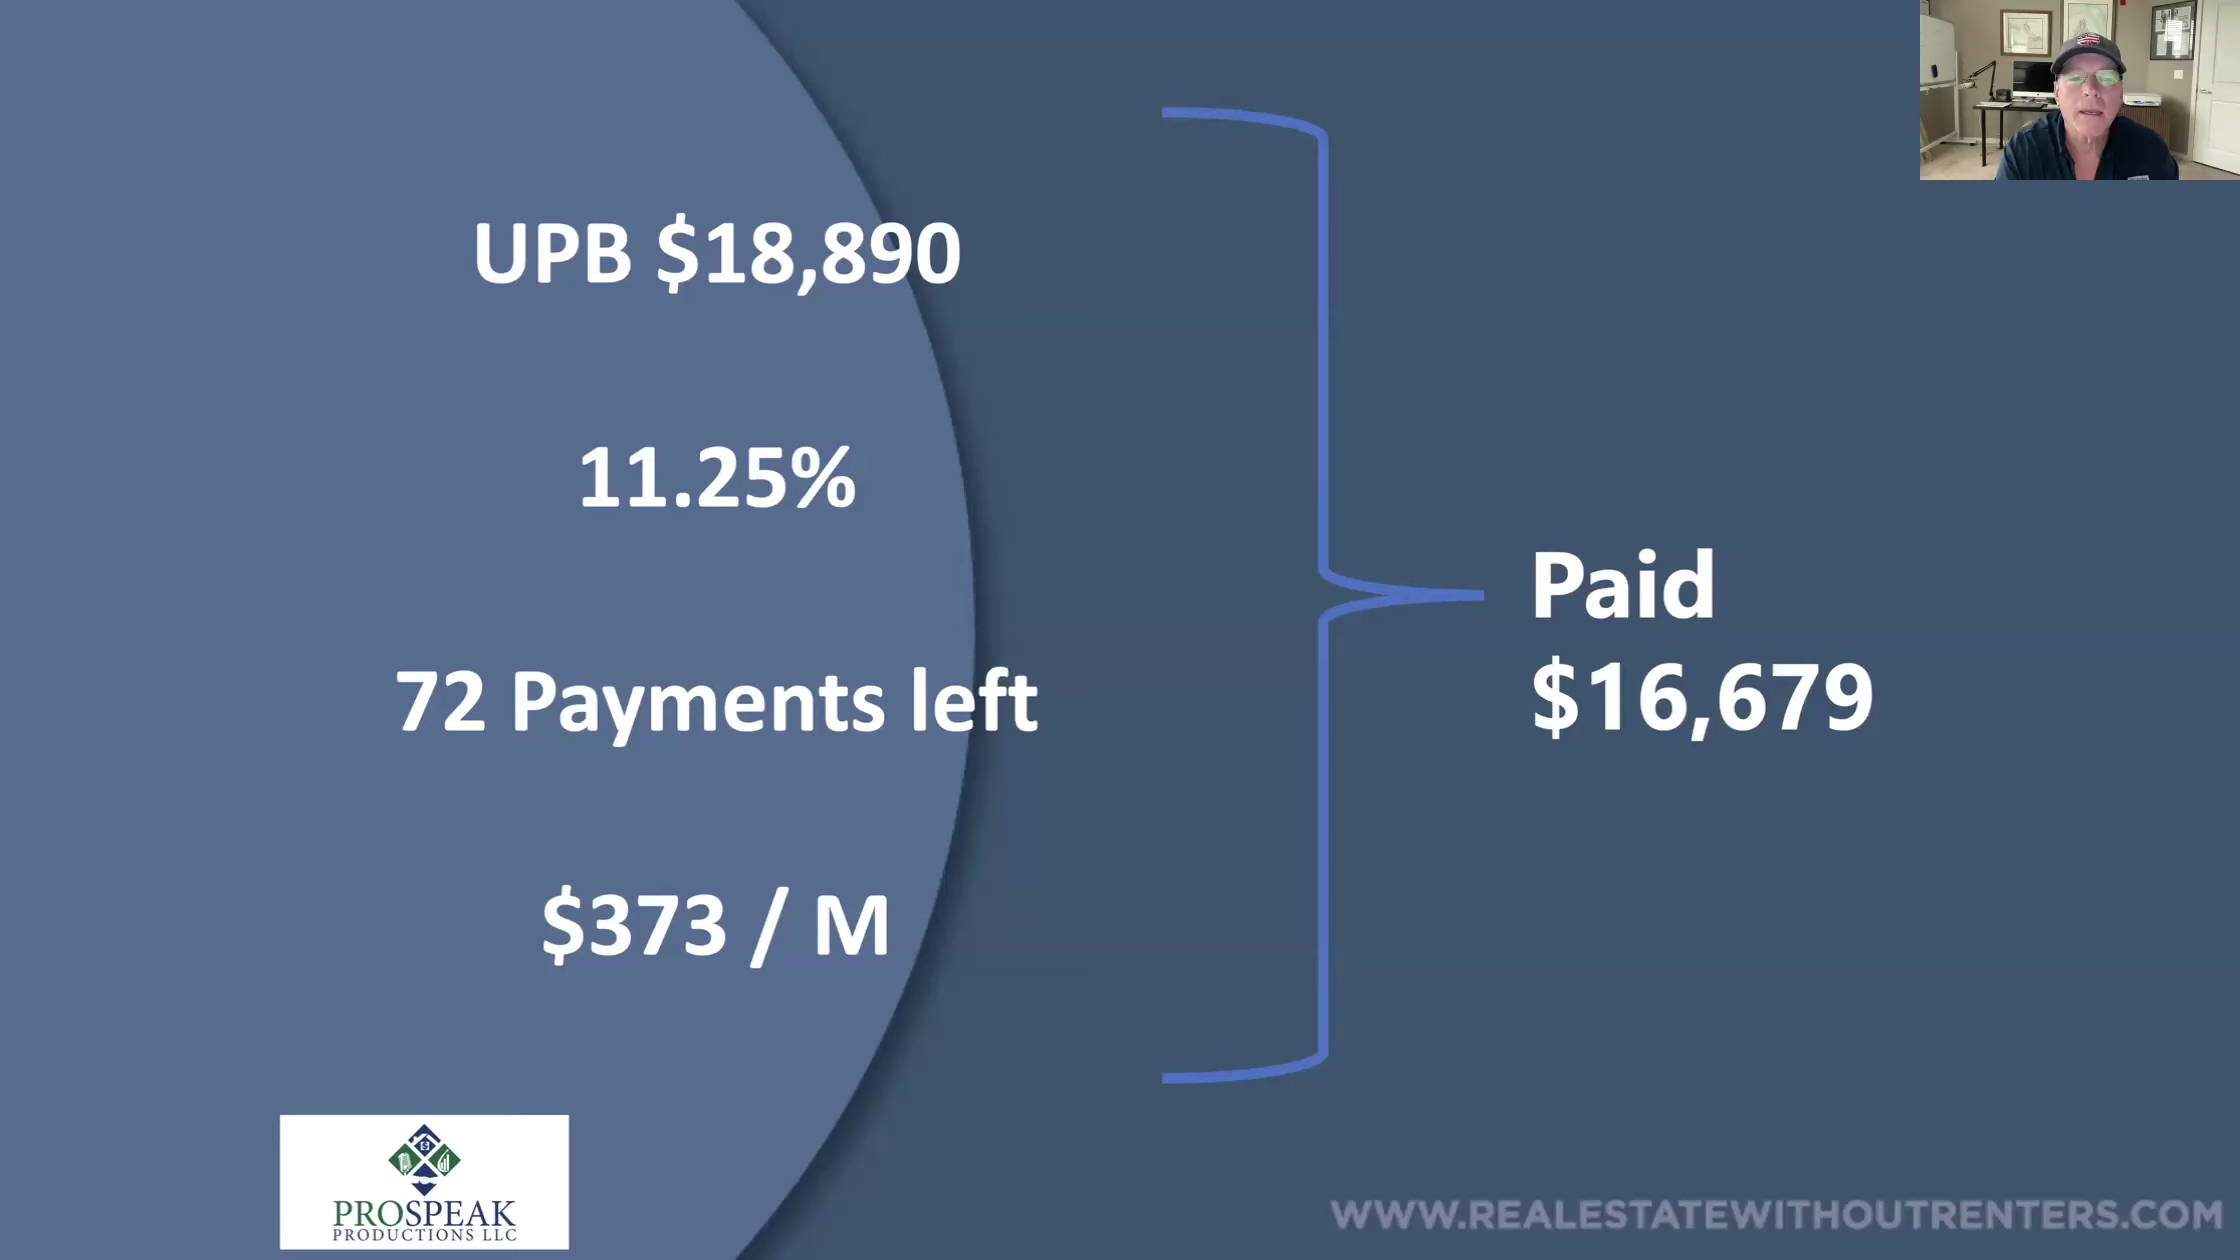 UPB $18,890
11.25%
72 Payments left
$373 / M
Paid
$16,679
PROSPEAK
PRODUCTIONS LLC
WWW.REALESTATEWITHOUTRENTERS.COM